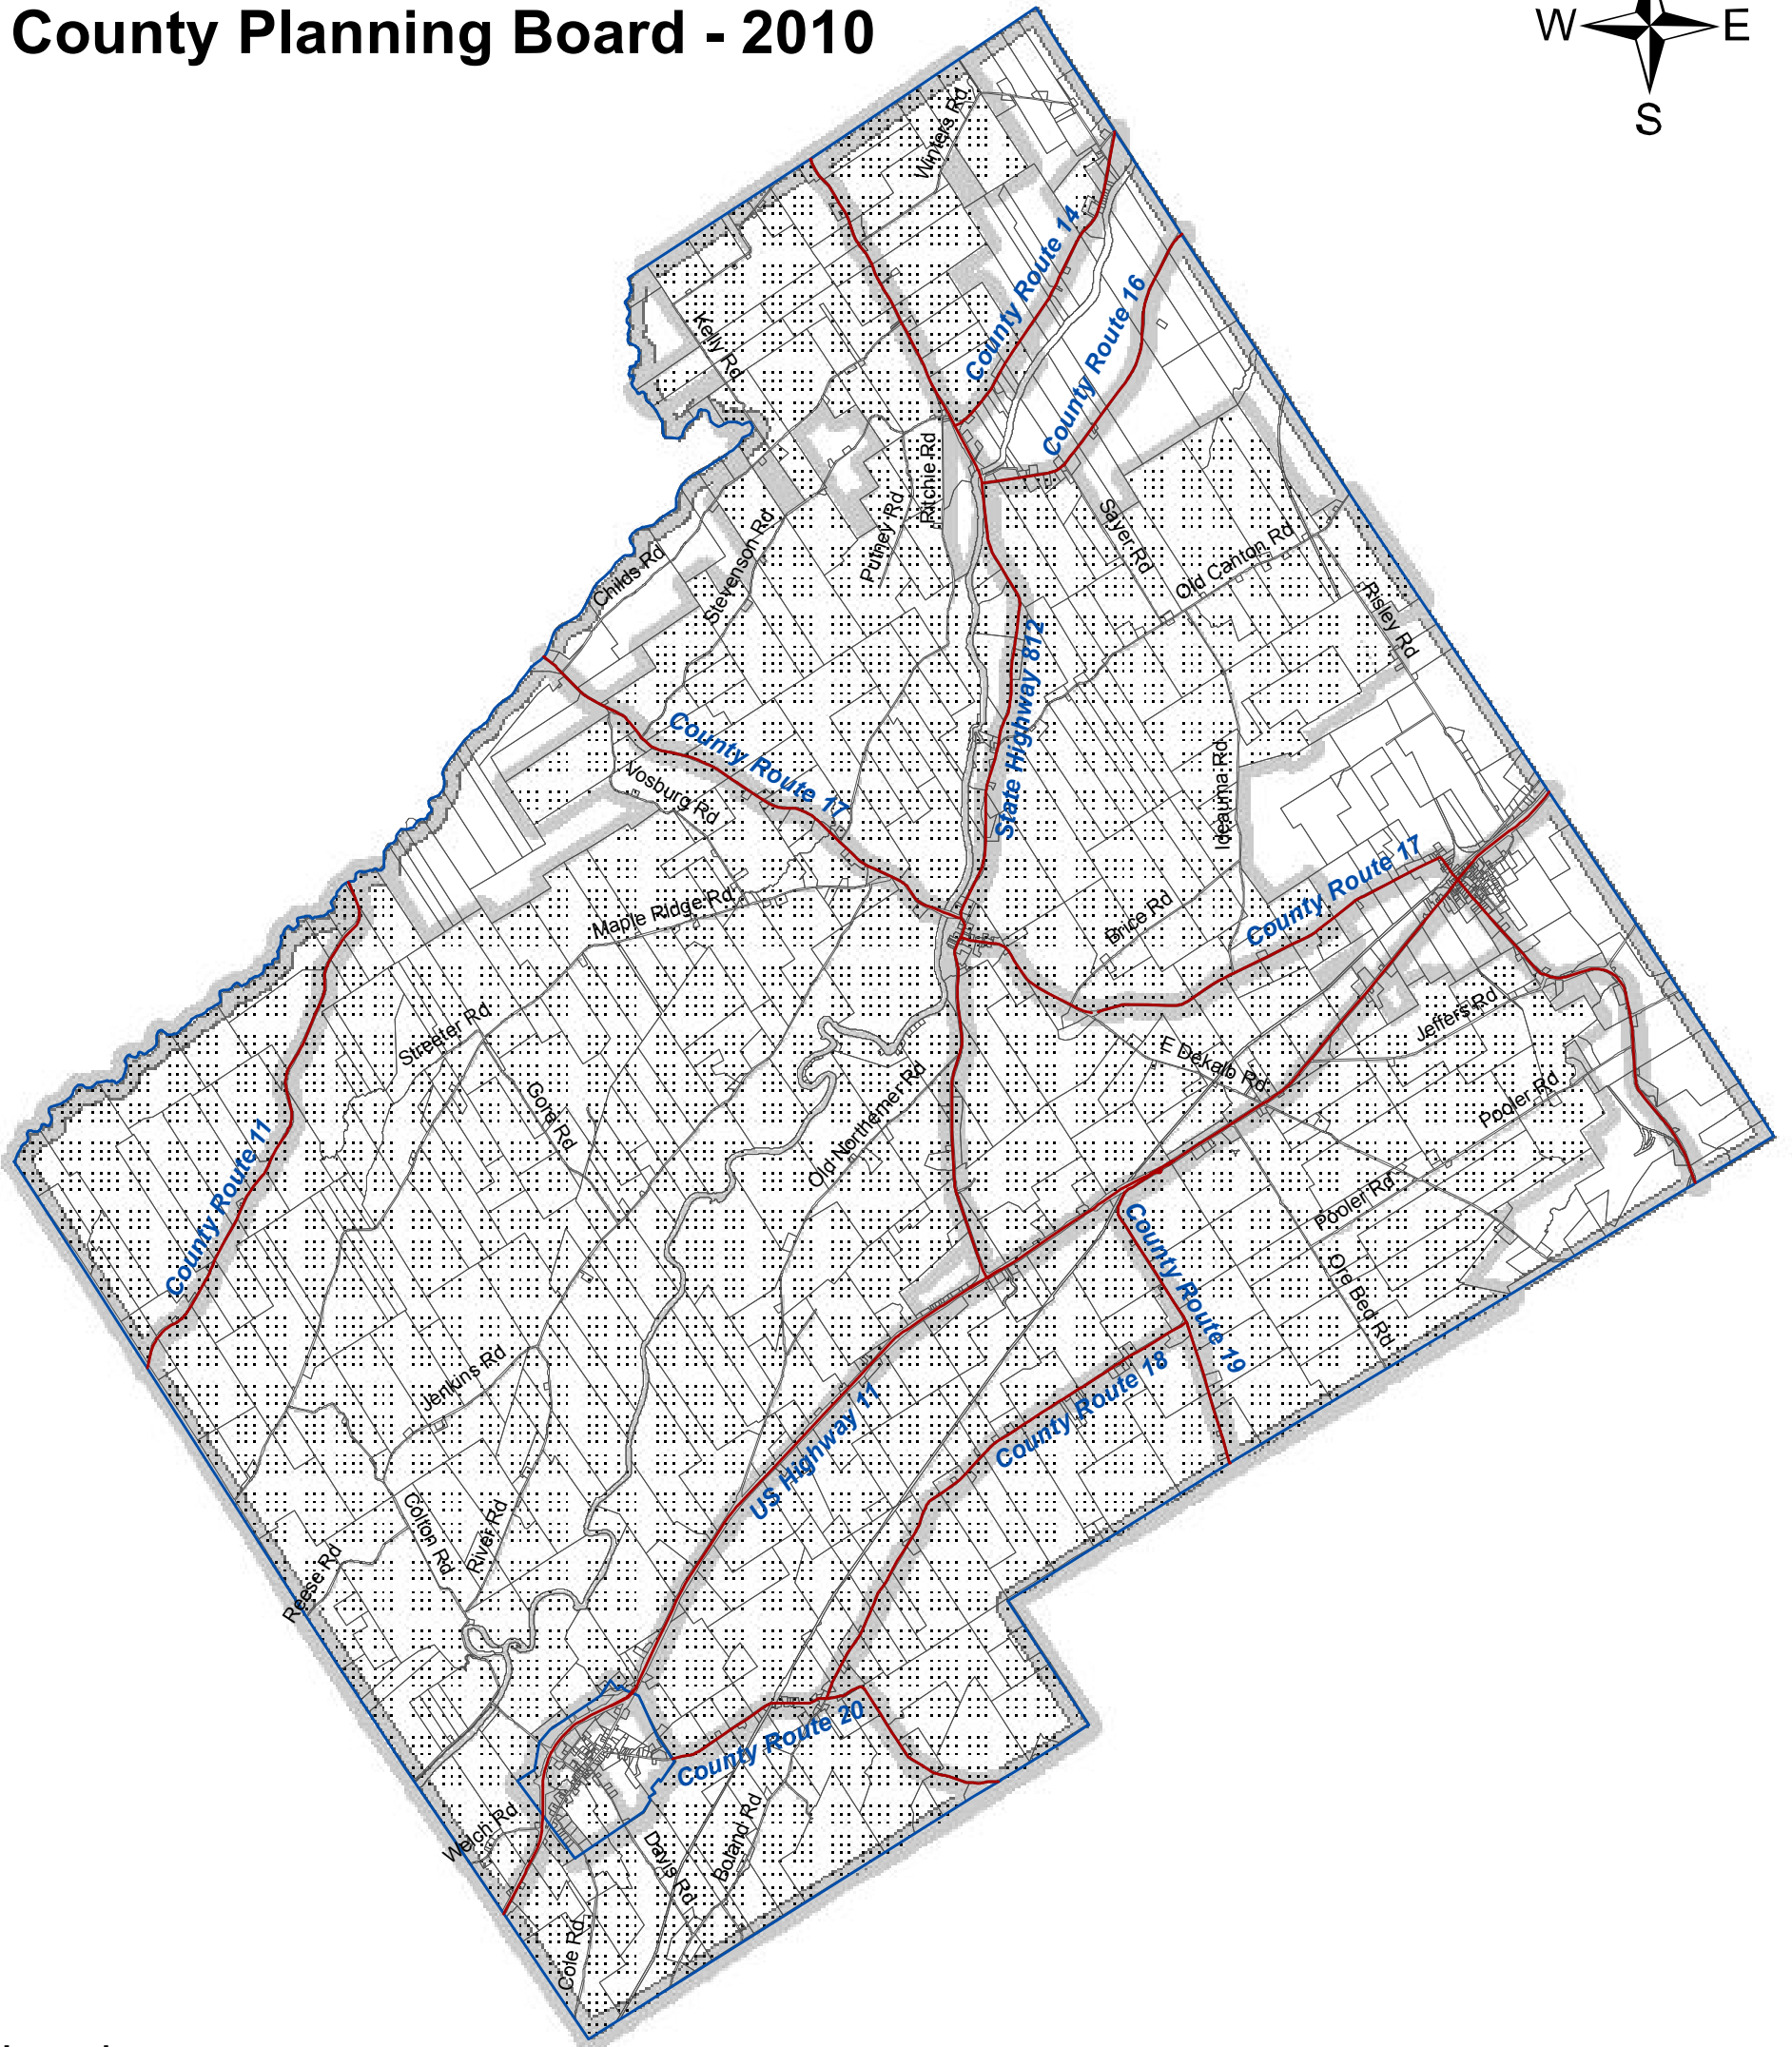 County Planning Board - 2010
W
E
S
Winters Rd
County Route 14
County Route 16
Kelly Rd
Ritchie Rd
Putney Rd
Stevenson Rd
Childs Rd
Sayer Rd
Old Canton Rd
Risley Rd
State Highway 812
County Route 17
Vosburg Rd
Maple Ridge Rd
Ideauma Rd
Brice Rd
County Route 17
Streeter Rd
Gore Rd
County Route 11
Old Northerner Rd
E Dekalb Rd
Jeffers Rd
Pooler Rd
Pooler Rd
Ore Bed Rd
County Route 19
County Route 18
US Highway 11
Jenkins Rd
Colton Rd
River Rd
Reese Rd
County Route 20
Welch Rd
Davis Rd
Boland Rd
Cole Rd